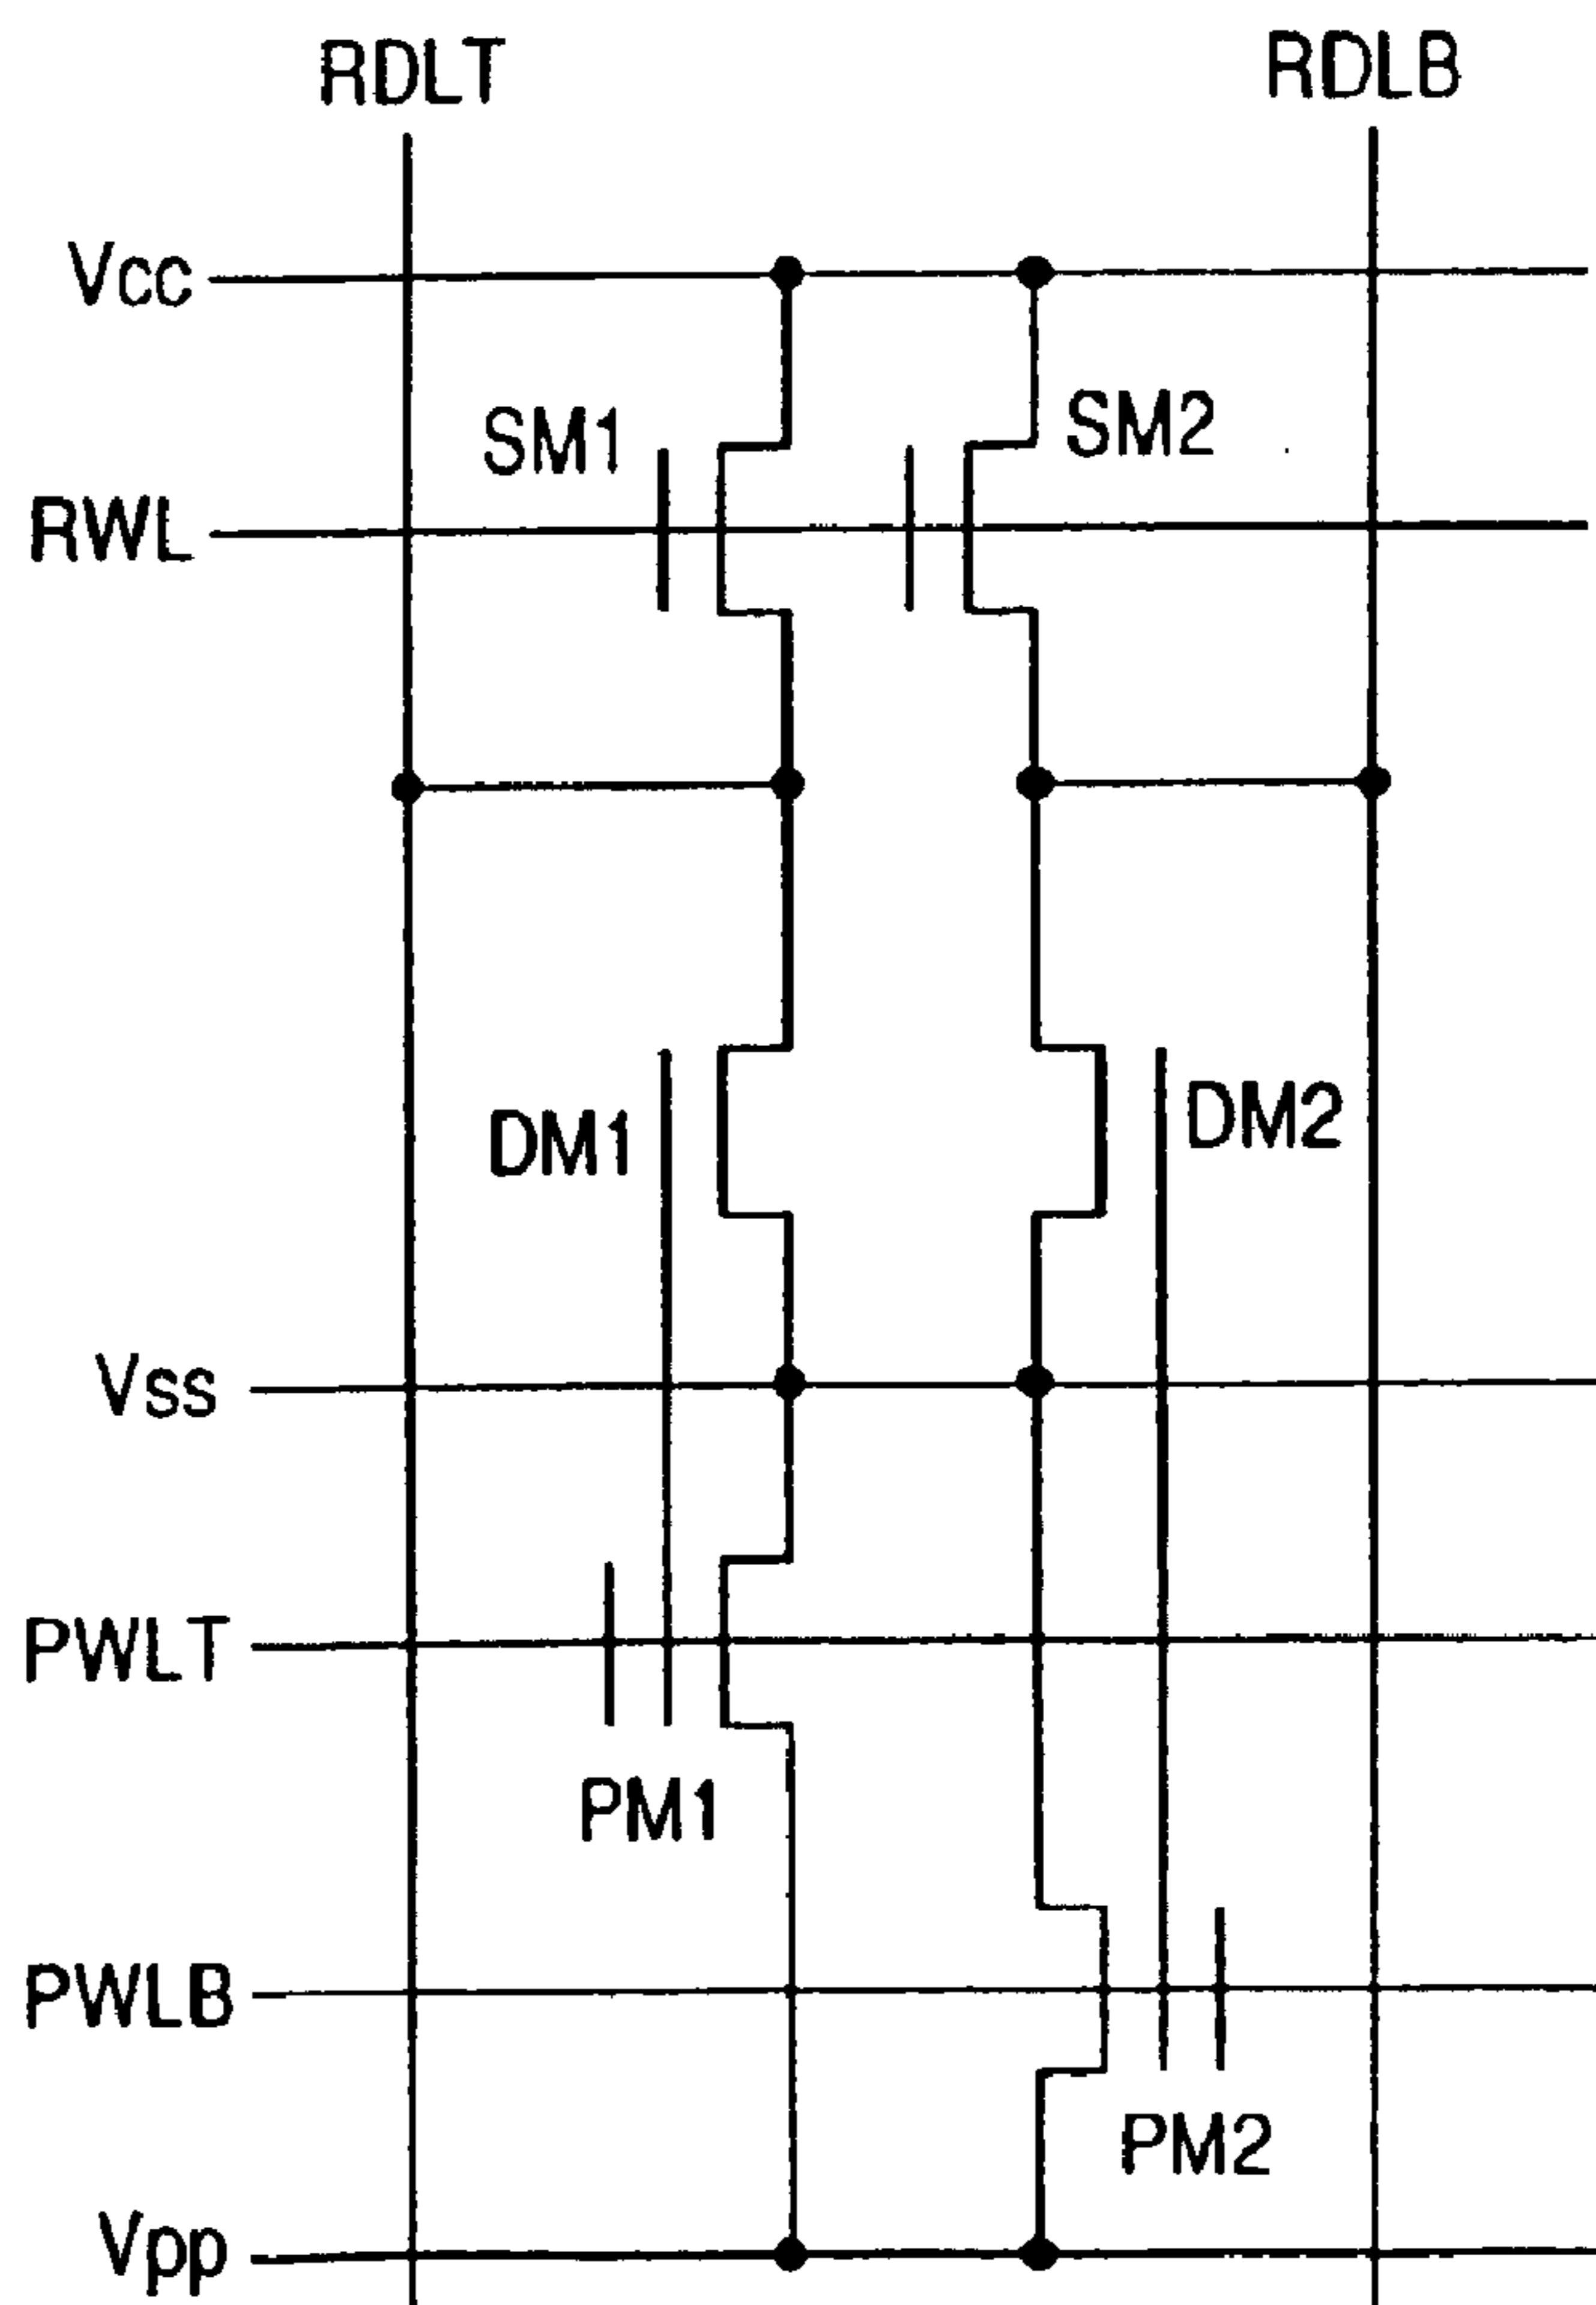 RDLT
RDLB
Vcc
SM1
SM2
RWL
DM1
DM2
Vss
PWLT
PM1
PWLB
PM2
Vpp